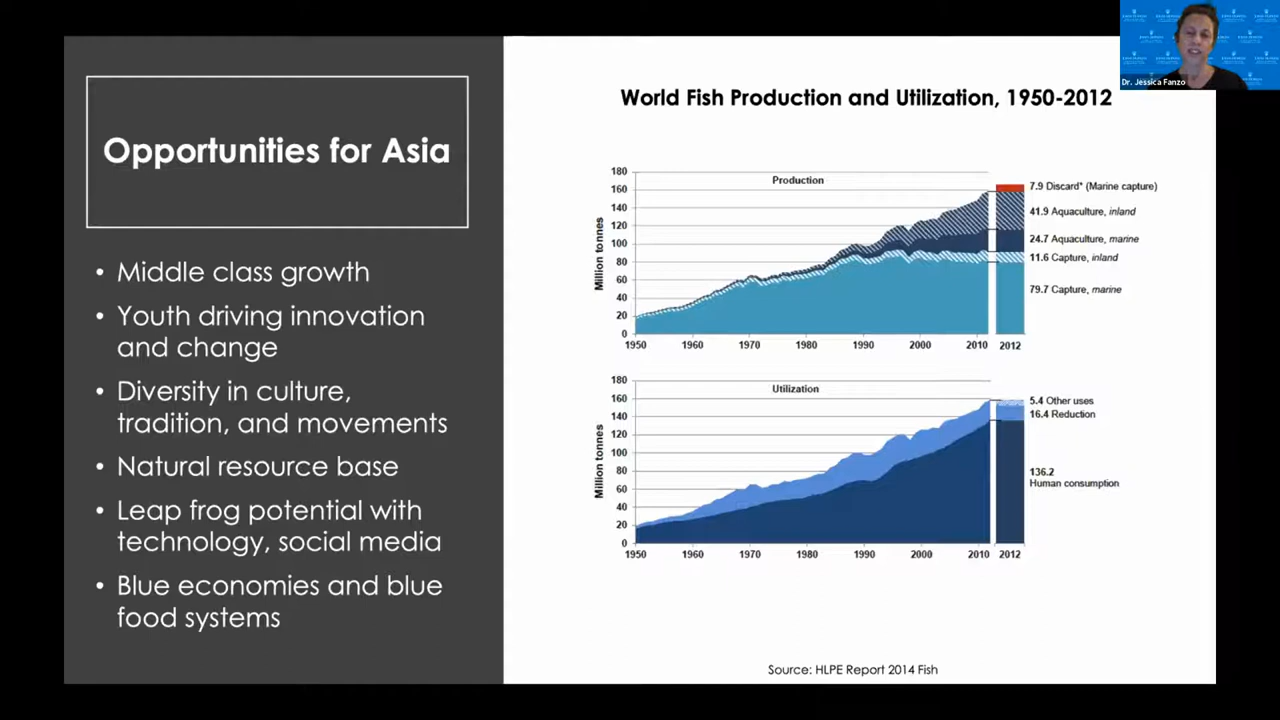 Opportunities for Asia
• Middle class growth
• Youth driving innovation
and change
• Diversity in culture,
tradition, and movements
• Natural resource base
• Leap frog potential with
technology, social media
• Blue economies and blue
food systems
World Fish Production and Utilization, 1950-2012
Production
Million tonnes
180
160
140
120
100
80
60
40
20
0
1950 1960 1970 1980 1990 2000 2010 2012
7.9 Discard* (Marine capture)
41.9 Aquaculture, inland
24.7 Aquaculture, marine
11.6 Capture, inland
79.7 Capture, marine
Utilization
Million tonnes
180
160
140
120
100
80
60
40
20
0
1950 1960 1970 1980 1990 2000 2010 2012
5.4 Other uses
16.4 Reduction
136.2
Human consumption
Source: HLPE Report 2014 Fish
Dr. Jessica Fanzo